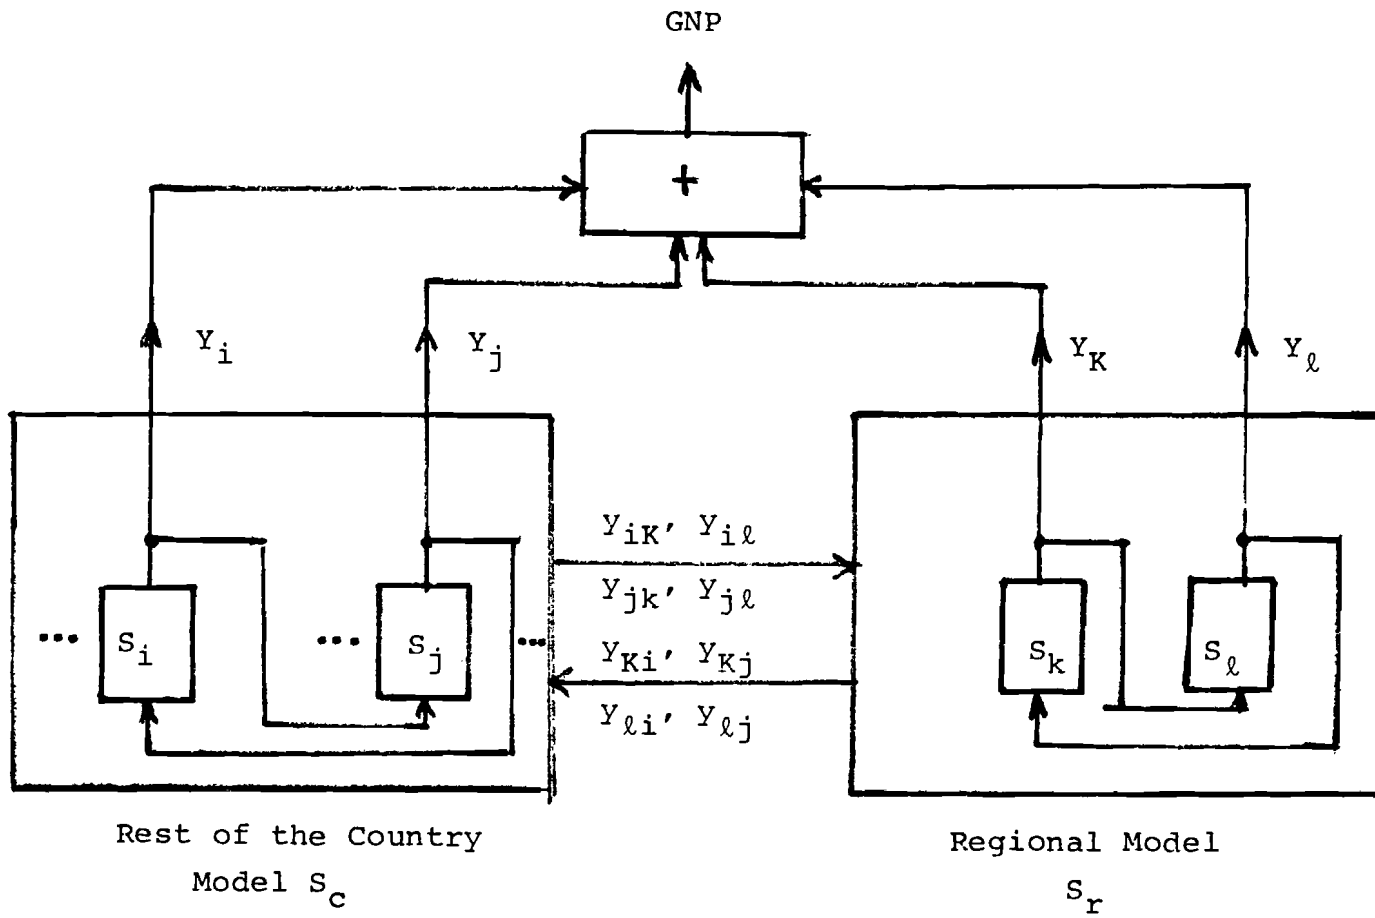 GNP
+
Y_i
Y_j
Y_K
Y_ℓ
Y_iK, Y_iℓ
Y_jk, Y_jℓ
Y_Ki, Y_Kj
Y_ℓi, Y_ℓj
... S_i ... S_j ...
S_k S_ℓ
Rest of the Country
Model S_c
Regional Model
S_r